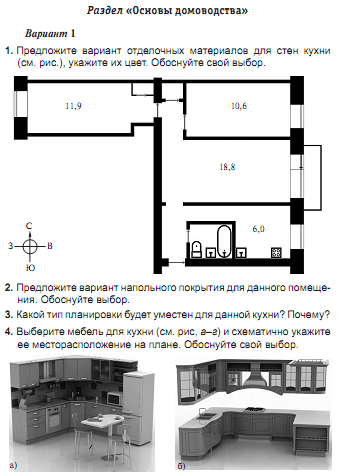 Раздел «Основы домоводства»
Вариант 1
1. Предложите вариант отделочных материалов для стен кухни
(см. рис.), укажите их цвет. Обоснуйте свой выбор.
11,9
10,6
18,8
6,0
С
З В
Ю
2. Предложите вариант напольного покрытия для данного помеще-
ния. Обоснуйте выбор.
3. Какой тип планировки будет уместен для данной кухни? Почему?
4. Выберите мебель для кухни (см. рис, а–г) и схематично укажите
ее месторасположение на плане. Обоснуйте свой выбор.
а)
б)